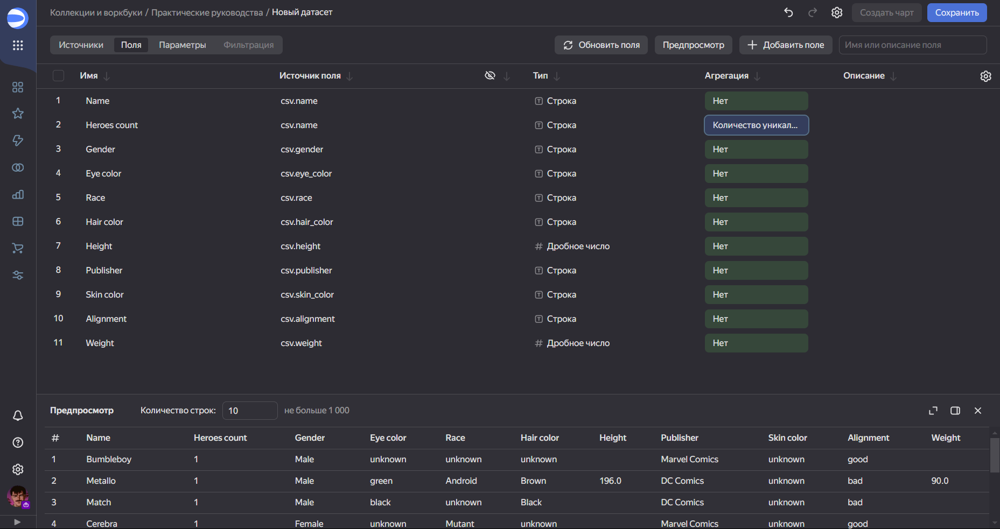 Коллекции и воркбуки / Практические руководства / Новый датасет
Создать чарт
Сохранить
Источники Поля Параметры Фильтрация
Обновить поля
Предпросмотр
Добавить поле
Имя или описание поля
Имя Источник поля Тип Агрегация Описание
1 Name csv.name Строка Нет
2 Heroes count csv.name Строка Количество уникал...
3 Gender csv.gender Строка Нет
4 Eye color csv.eye_color Строка Нет
5 Race csv.race Строка Нет
6 Hair color csv.hair_color Строка Нет
7 Height csv.height # Дробное число Нет
8 Publisher csv.publisher Строка Нет
9 Skin color csv.skin_color Строка Нет
10 Alignment csv.alignment Строка Нет
11 Weight csv.weight # Дробное число Нет
Предпросмотр Количество строк: 10 не больше 1 000
# Name Heroes count Gender Eye color Race Hair color Height Publisher Skin color Alignment Weight
1 Bumbleboy 1 Male unknown unknown unknown Marvel Comics unknown good
2 Metallo 1 Male green Android Brown 196.0 DC Comics unknown bad 90.0
3 Match 1 Male black unknown Black DC Comics unknown bad
4 Cerebra 1 Female unknown Mutant unknown Marvel Comics unknown good